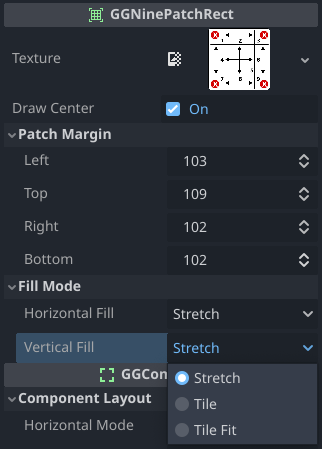 GGNinePatchRect
Texture
Draw Center On
Patch Margin
Left 103
Top 109
Right 102
Bottom 102
Fill Mode
Horizontal Fill Stretch
Vertical Fill Stretch
Stretch
GGCon
Tile
Component Layout
Tile Fit
Horizontal Mode